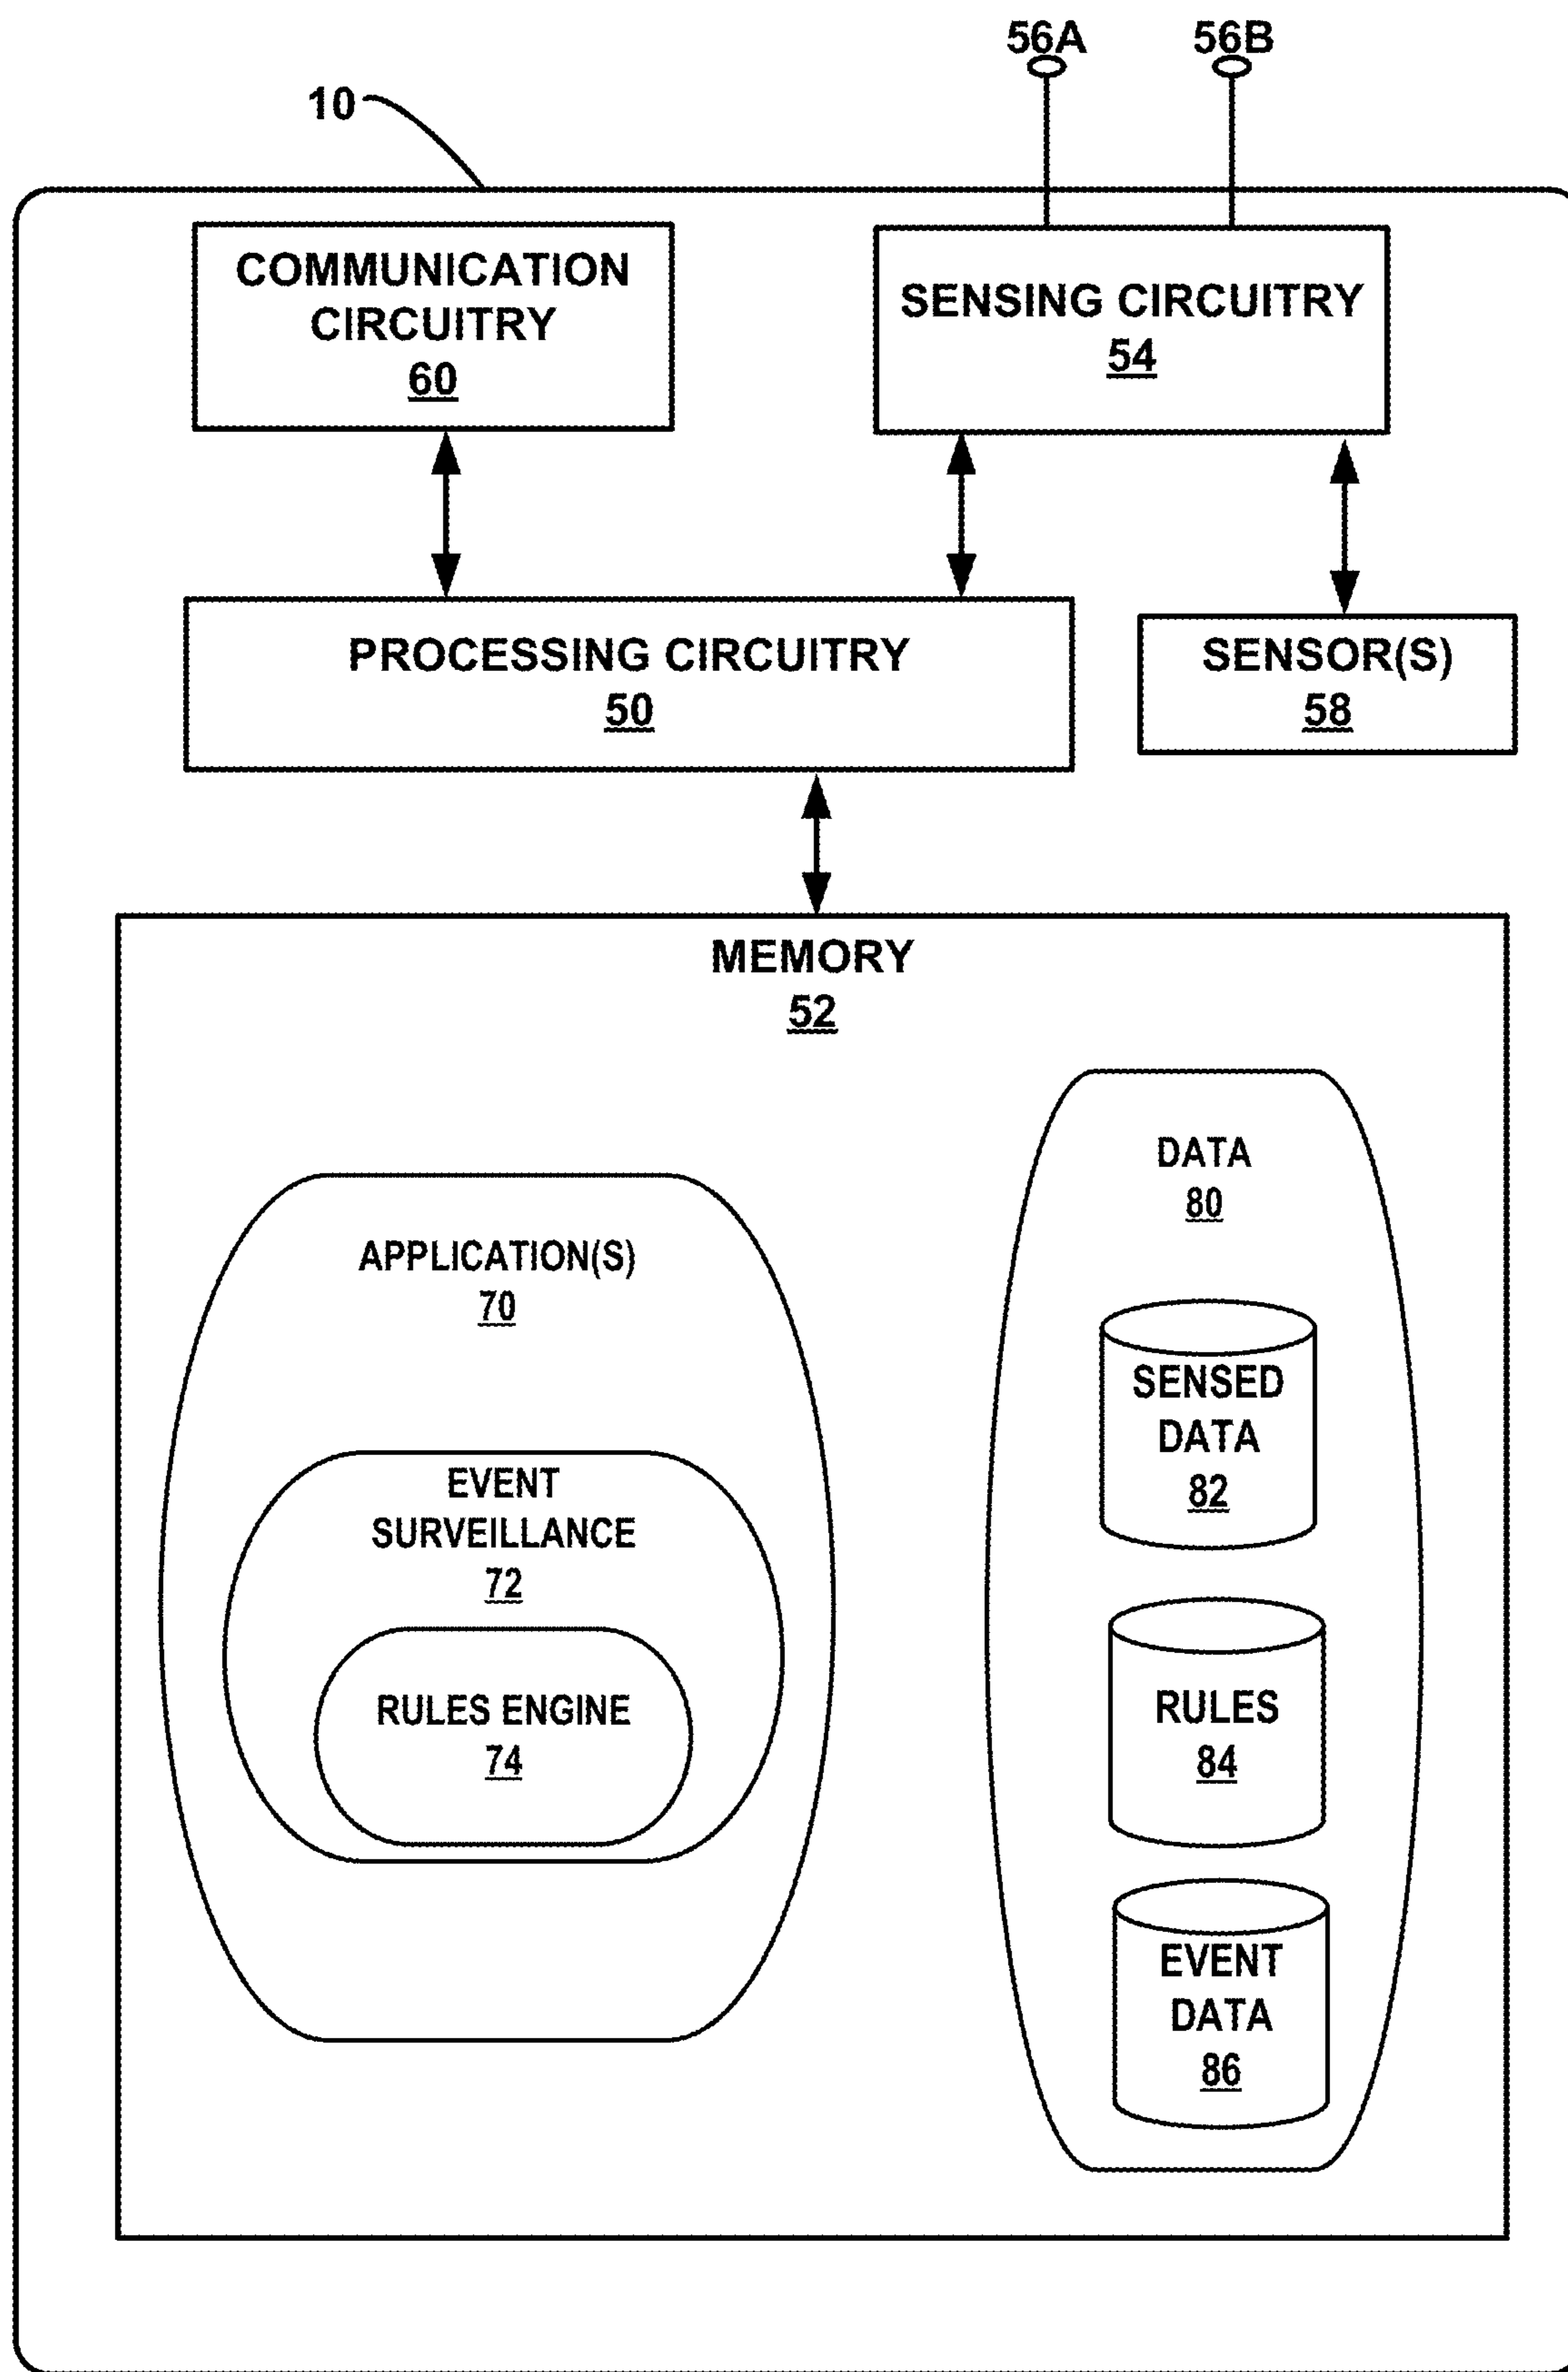 56A
56B
10
COMMUNICATION
CIRCUITRY
60
SENSING CIRCUITRY
54
PROCESSING CIRCUITRY
50
SENSOR(S)
58
MEMORY
52
APPLICATION(S)
70
EVENT
SURVEILLANCE
72
RULES ENGINE
74
DATA
80
SENSED
DATA
82
RULES
84
EVENT
DATA
86